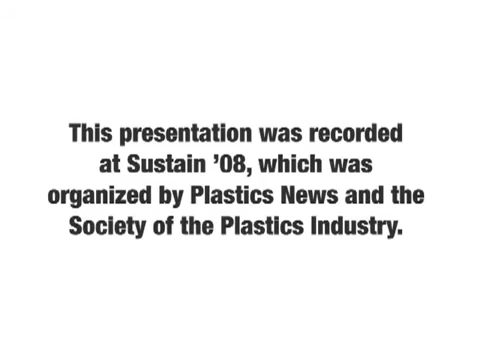 This presentation was recorded
at Sustain ’08, which was
organized by Plastics News and the
Society of the Plastics Industry.